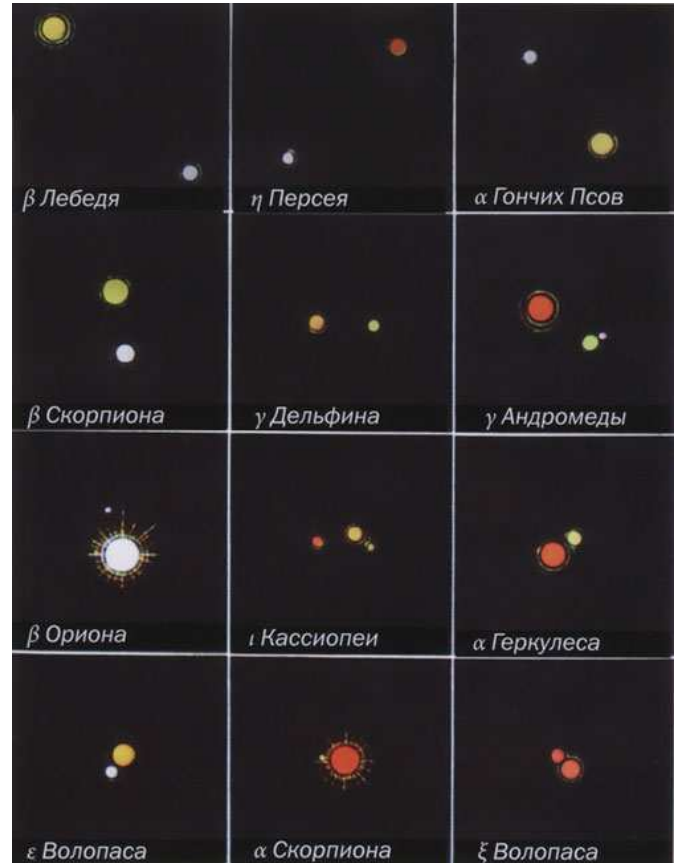 β Лебедя
η Персея
α Гончих Псов
β Скорпиона
γ Дельфина
γ Андромеды
β Ориона
ι Кассиопеи
α Геркулеса
ε Волопаса
α Скорпиона
ξ Волопаса